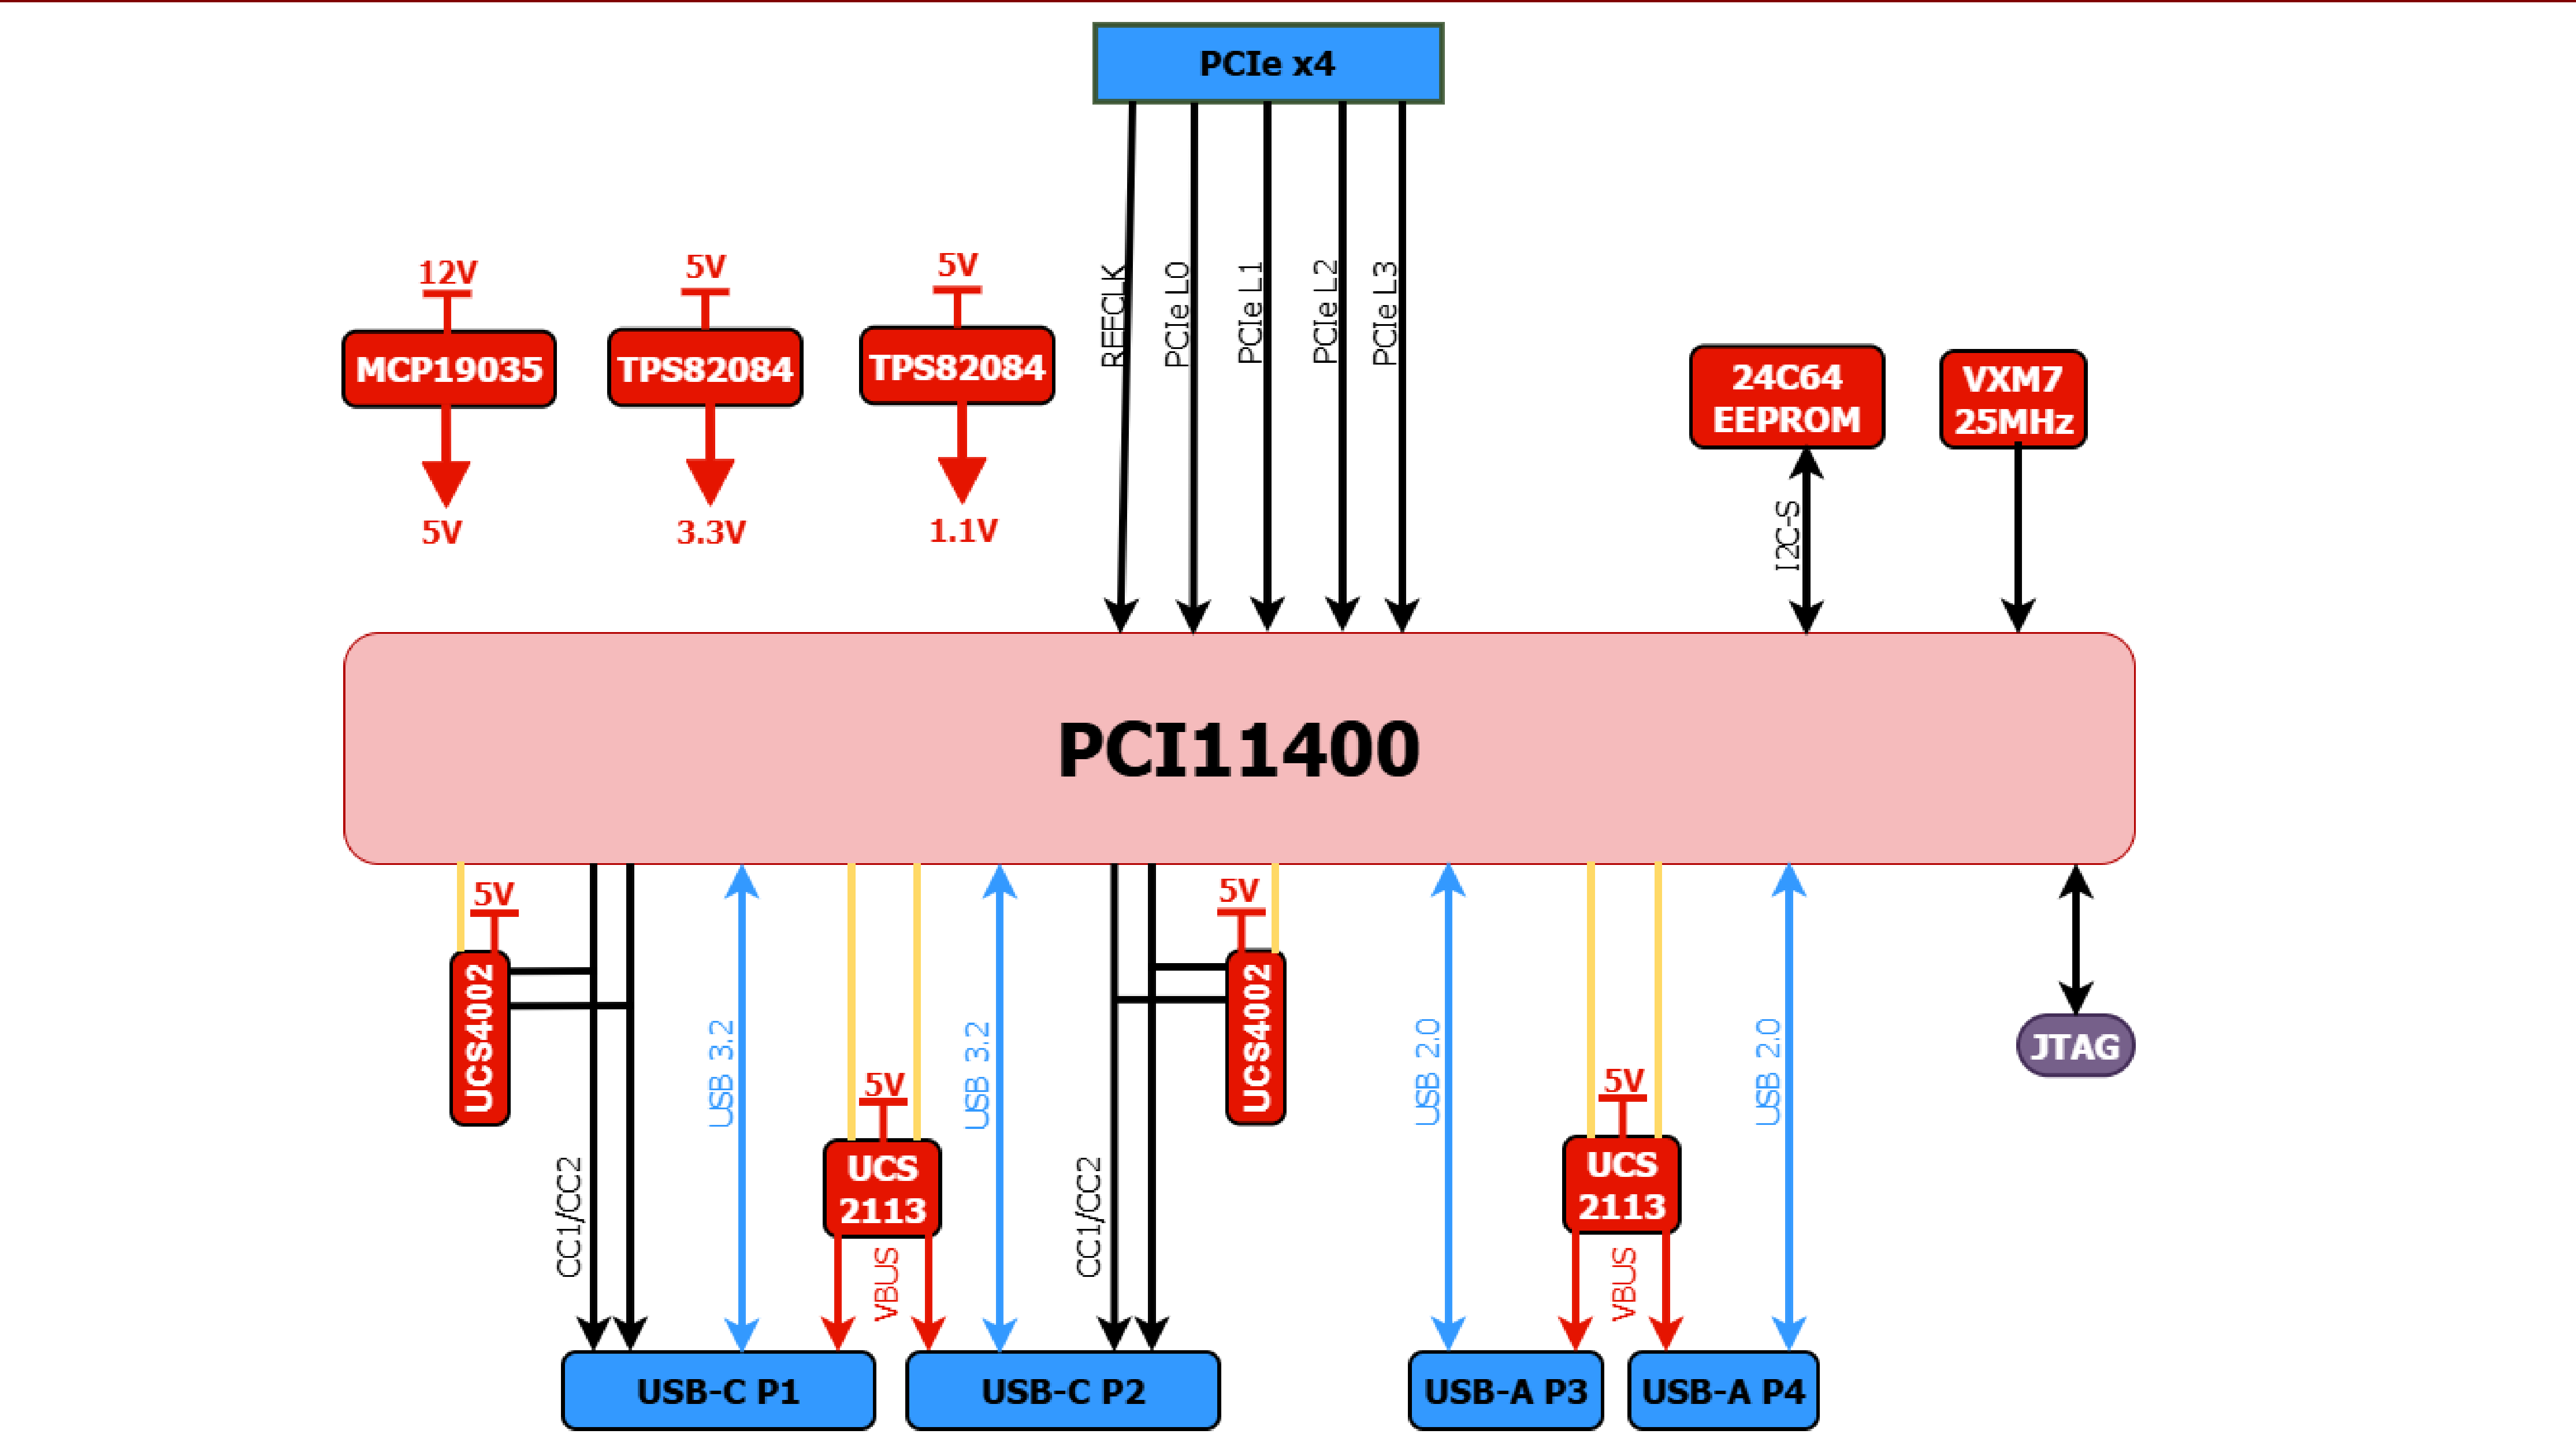 PCIe x4
12V
5V
5V
REFCLK
PCIe L0
PCIe L1
PCIe L2
PCIe L3
MCP19035
TPS82084
TPS82084
24C64
EEPROM
VXM7
25MHz
5V
3.3V
1.1V
I2C-S
PCI11400
5V
5V
UCS4002
UCS4002
USB 3.2
USB 3.2
USB 2.0
USB 2.0
JTAG
5V
5V
UCS
2113
UCS
2113
CC1/CC2
CC1/CC2
VBUS
VBUS
USB-C P1
USB-C P2
USB-A P3
USB-A P4